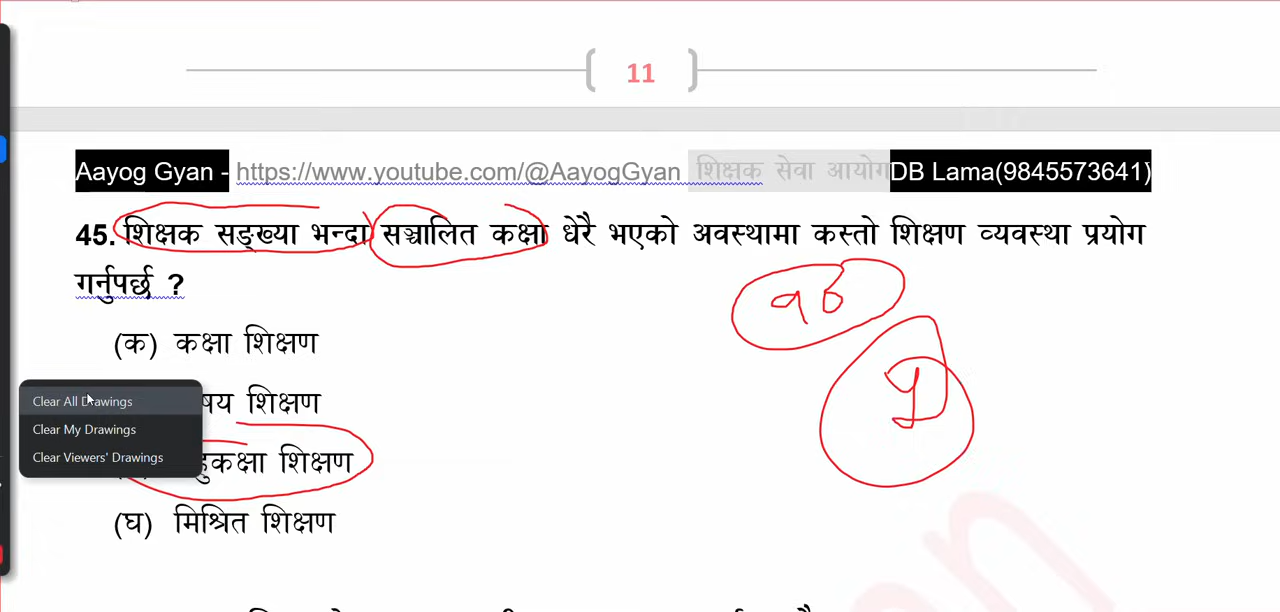 11
Aayog Gyan - https://www.youtube.com/@AayogGyan शिक्षक सेवा आयोग DB Lama(9845573641)
45. शिक्षक सङ्ख्या भन्दा सञ्चालित कक्षा धेरै भएको अवस्थामा कस्तो शिक्षण व्यवस्था प्रयोग
गर्नुपर्छ ?
(क) कक्षा शिक्षण
Clear All Drawings
षय शिक्षण
Clear My Drawings
Clear Viewers' Drawings
हुकक्षा शिक्षण
(घ) मिश्रित शिक्षण